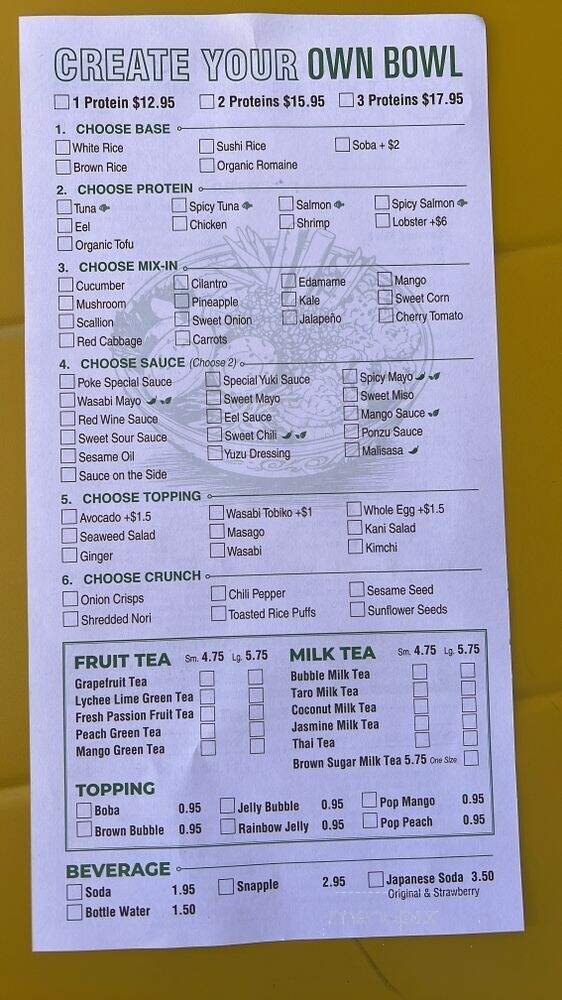 CREATE YOUR OWN BOWL
1 Protein $12.95 2 Proteins $15.95 3 Proteins $17.95
1. CHOOSE BASE
White Rice Sushi Rice Soba + $2
Brown Rice Organic Romaine
2. CHOOSE PROTEIN
Tuna Spicy Tuna Salmon Spicy Salmon
Eel Chicken Shrimp Lobster +$6
Organic Tofu
3. CHOOSE MIX-IN
Cucumber Cilantro Edamame Mango
Mushroom Pineapple Kale Sweet Corn
Scallion Sweet Onion Jalapeño Cherry Tomato
Red Cabbage Carrots
4. CHOOSE SAUCE (Choose 2)
Poke Special Sauce Special Yuki Sauce Spicy Mayo
Wasabi Mayo Sweet Mayo Sweet Miso
Red Wine Sauce Eel Sauce Mango Sauce
Sweet Sour Sauce Sweet Chili Ponzu Sauce
Sesame Oil Yuzu Dressing Malisasa
Sauce on the Side
5. CHOOSE TOPPING
Avocado +$1.5 Wasabi Tobiko +$1 Whole Egg +$1.5
Seaweed Salad Masago Kani Salad
Ginger Wasabi Kimchi
6. CHOOSE CRUNCH
Onion Crisps Chili Pepper Sesame Seed
Shredded Nori Toasted Rice Puffs Sunflower Seeds
FRUIT TEA Sm. 4.75 Lg. 5.75
Grapefruit Tea
Lychee Lime Green Tea
Fresh Passion Fruit Tea
Peach Green Tea
Mango Green Tea
MILK TEA Sm. 4.75 Lg. 5.75
Bubble Milk Tea
Taro Milk Tea
Coconut Milk Tea
Jasmine Milk Tea
Thai Tea
Brown Sugar Milk Tea 5.75 One Size
TOPPING
Boba 0.95 Jelly Bubble 0.95 Pop Mango 0.95
Brown Bubble 0.95 Rainbow Jelly 0.95 Pop Peach 0.95
BEVERAGE
Soda 1.95 Snapple 2.95 Japanese Soda 3.50
Original & Strawberry
Bottle Water 1.50